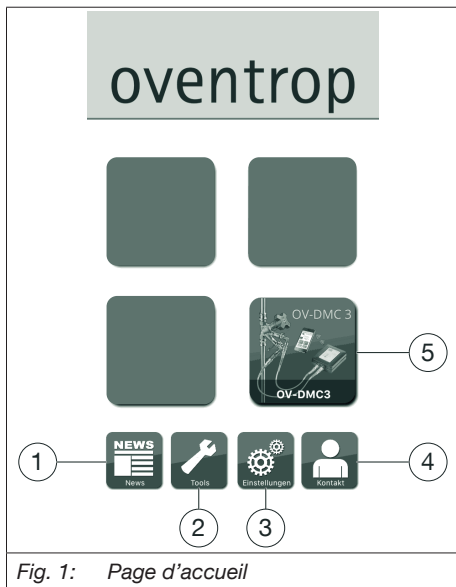 oventrop
OV-DMC 3
OV-DMC3
5
NEWS
News
Tools
Einstellungen
Kontakt
1
4
2
3
Fig. 1: Page d'accueil